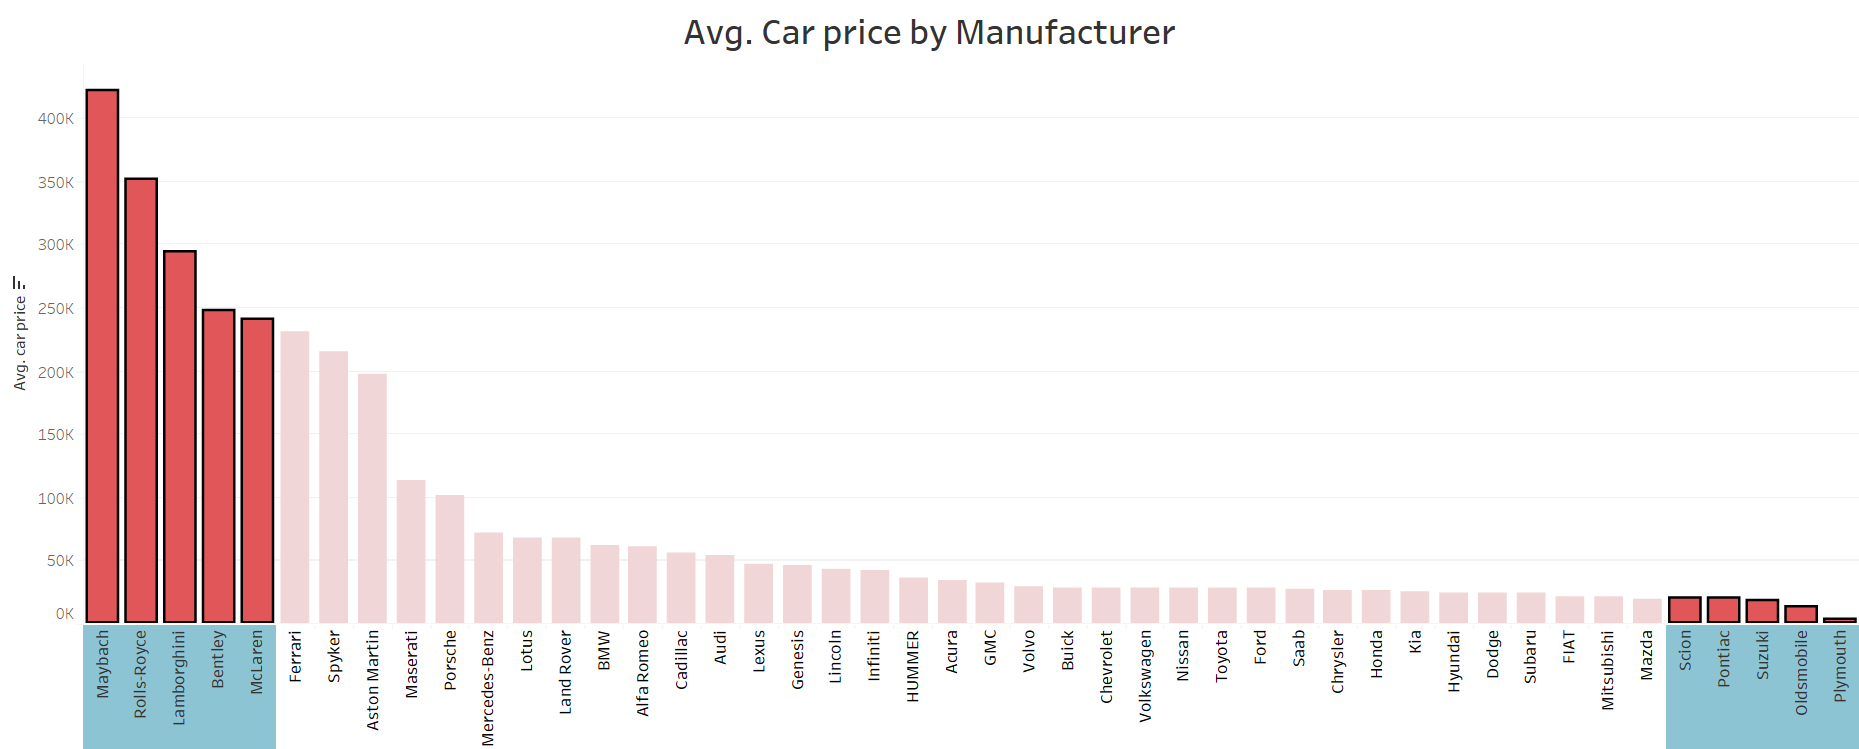 Avg. Car price by Manufacturer
Avg. car price
400K
350K
300K
250K
200K
150K
100K
50K
0K
Maybach
Rolls-Royce
Lamborghini
Bentley
McLaren
Ferrari
Spyker
Aston Martin
Maserati
Porsche
Mercedes-Benz
Lotus
Land Rover
BMW
Alfa Romeo
Cadillac
Audi
Lexus
Genesis
Lincoln
Infiniti
HUMMER
Acura
GMC
Volvo
Buick
Chevrolet
Volkswagen
Nissan
Toyota
Ford
Saab
Chrysler
Honda
Kia
Hyundai
Dodge
Subaru
FIAT
Mitsubishi
Mazda
Scion
Pontiac
Suzuki
Oldsmobile
Plymouth